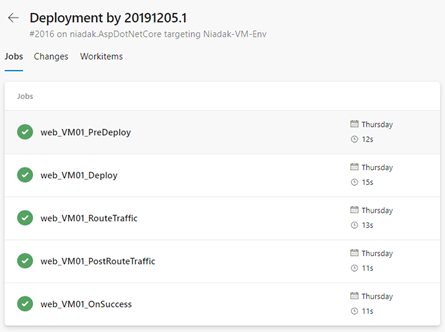 Deployment by 20191205.1
#2016 on niadak.AspDotNetCore targeting Niadak-VM-Env
Jobs Changes Workitems
Jobs
web_VM01_PreDeploy
Thursday
12s
web_VM01_Deploy
Thursday
15s
web_VM01_RouteTraffic
Thursday
13s
web_VM01_PostRouteTraffic
Thursday
11s
web_VM01_OnSuccess
Thursday
11s